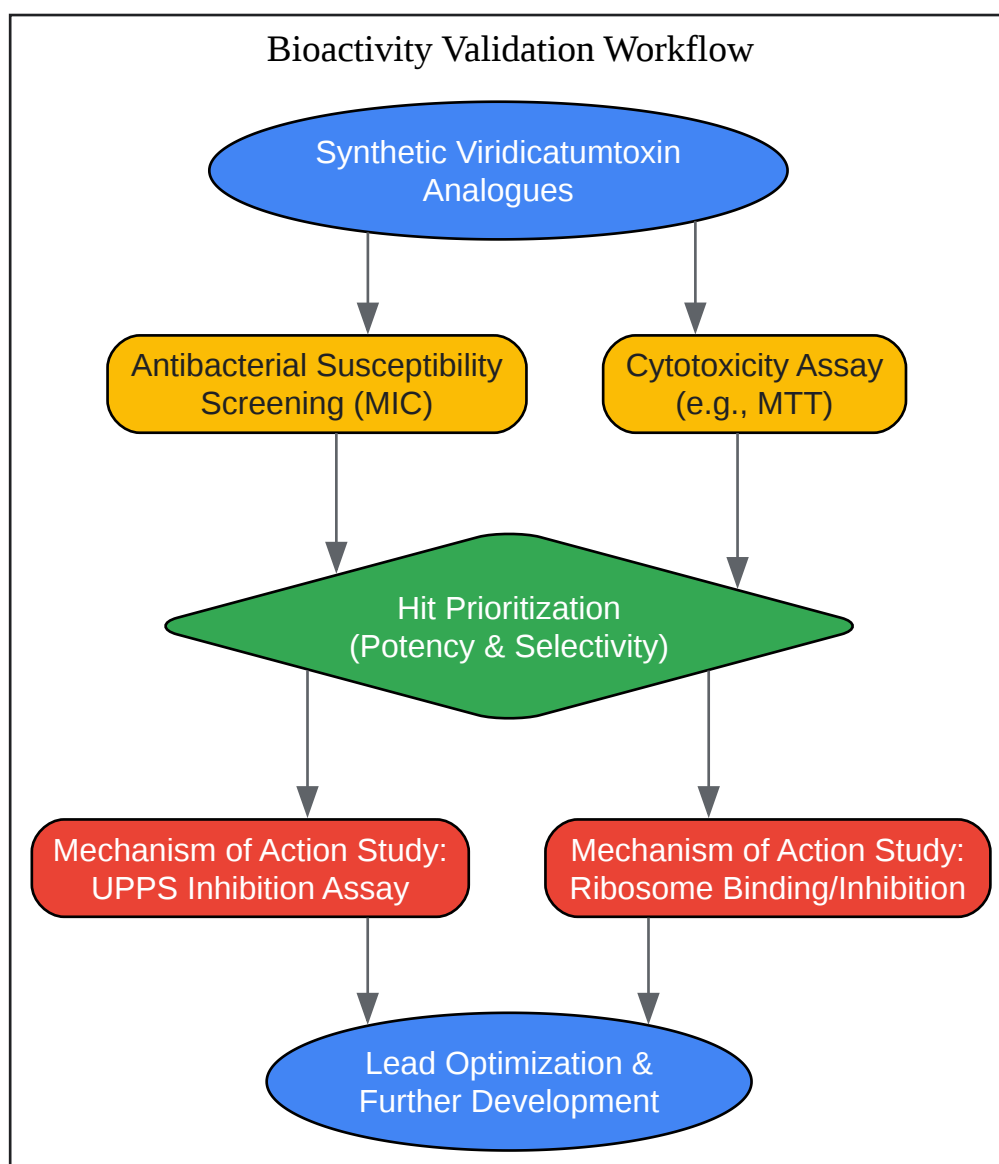 Bioactivity Validation Workflow
Synthetic Viridicatumtoxin
Analogues
Antibacterial Susceptibility
Screening (MIC)
Cytotoxicity Assay
(e.g., MTT)
Hit Prioritization
(Potency & Selectivity)
Mechanism of Action Study:
UPPS Inhibition Assay
Mechanism of Action Study:
Ribosome Binding/Inhibition
Lead Optimization &
Further Development